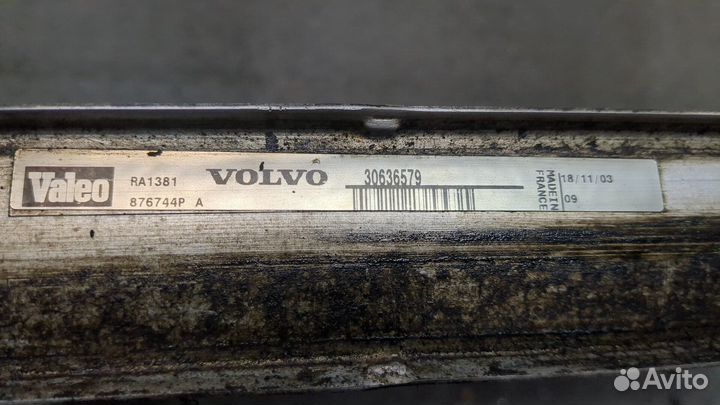 Valeo
RA1381
876744P A
VOLVO
30636579
MADE IN
FRANCE
18/11/03
09
Avito